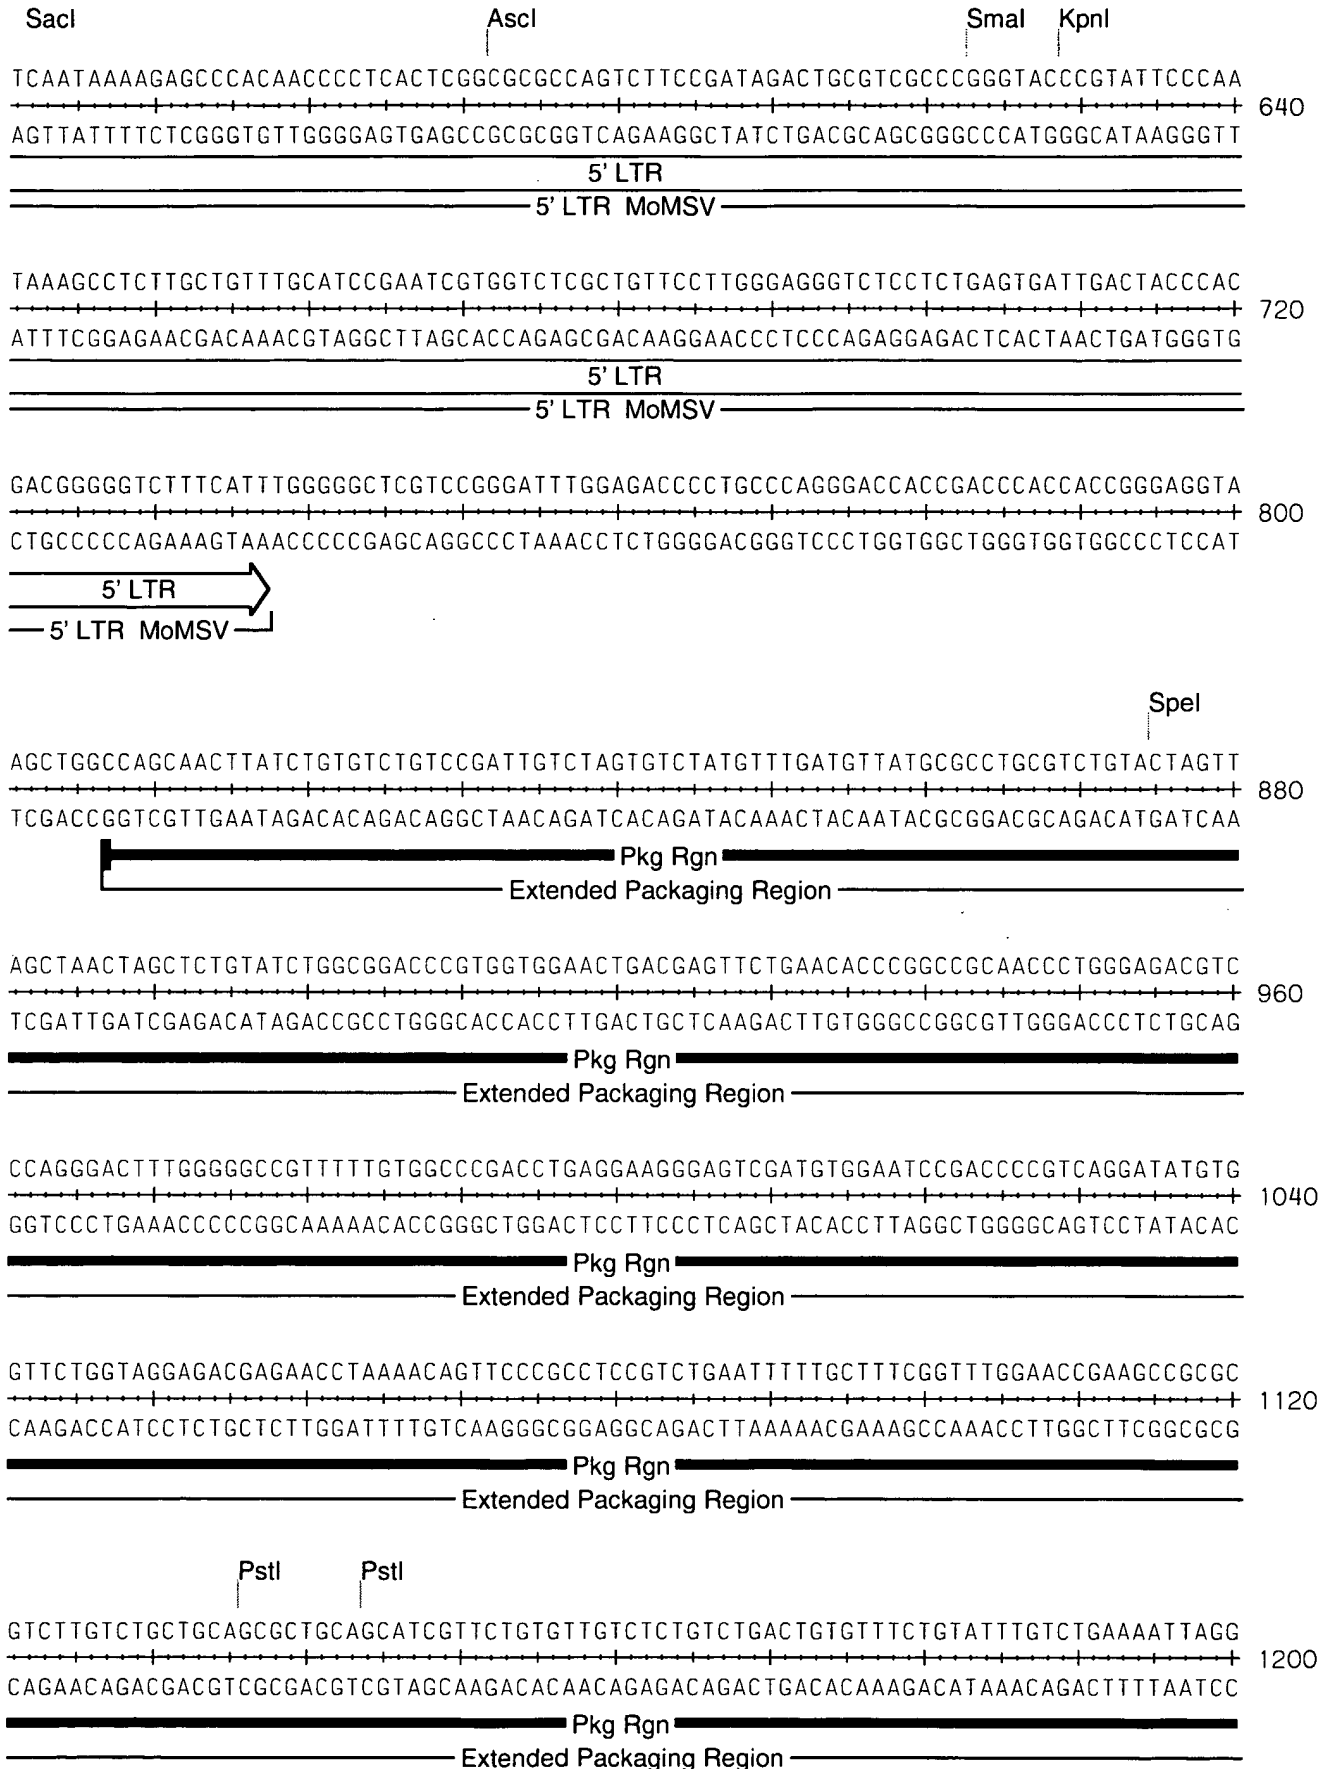 SacI AscI SmaI KpnI
TCAATAAAAGAGCCCACAACCCCTCACTCGGCGCGCCAGTCTTCCGATAGACTGCGTCGCCCGGGTACCCGTATTCCCAA
640
AGTTATTTTCTCGGGTGTTGGGGAGTGAGCCGCGCGGTCAGAAGGCTATCTGACGCAGCGGGCCCATGGGCATAAGGGTT
5' LTR
5' LTR MoMSV
TAAAGCCTCTTGCTGTTTGCATCCGAATCGTGGTCTCGCTGTTCCTTGGGAGGGTCTCCTCTGAGTGATTGACTACCCAC
720
ATTTCGGAGAACGACAAACGTAGGCTTAGCACCAGAGCGACAAGGAACCCTCCCAGAGGAGACTCACTAACTGATGGGTG
5' LTR
5' LTR MoMSV
GACGGGGGTCTTTCATTTGGGGGCTCGTCCGGGATTTGGAGACCCCTGCCCAGGGACCACCGACCCACCACCGGGAGGTA
800
CTGCCCCCAGAAAGTAAACCCCCGAGCAGGCCCTAAACCTCTGGGGACGGGTCCCTGGTGGCTGGGTGGTGGCCCTCCAT
5' LTR
5' LTR MoMSV
SpeI
AGCTGGCCAGCAACTTATCTGTGTCTGTCCGATTGTCTAGTGTCTATGTTTGATGTTATGCGCCTGCGTCTGTACTAGTT
880
TCGACCGGTCGTTGAATAGACACAGACAGGCTAACAGATCACAGATACAAACTACAATACGCGGACGCAGACATGATCAA
Pkg Rgn
Extended Packaging Region
AGCTAACTAGCTCTGTATCTGGCGGACCCGTGGTGGAACTGACGAGTTCTGAACACCCGGCCGCAACCCTGGGAGACGTC
960
TCGATTGATCGAGACATAGACCGCCTGGGCACCACCTTGACTGCTCAAGACTTGTGGGCCGGCGTTGGGACCCTCTGCAG
Pkg Rgn
Extended Packaging Region
CCAGGGACTTTGGGGGCCGTTTTTGTGGCCCGACCTGAGGAAGGGAGTCGATGTGGAATCCGACCCCGTCAGGATATGTG
1040
GGTCCCTGAAACCCCCGGCAAAAACACCGGGCTGGACTCCTTCCCTCAGCTACACCTTAGGCTGGGGCAGTCCTATACAC
Pkg Rgn
Extended Packaging Region
GTTCTGGTAGGAGACGAGAACCTAAAACAGTTCCCGCCTCCGTCTGAATTTTTGCTTTCGGTTTGGAACCGAAGCCGCGC
1120
CAAGACCATCCTCTGCTCTTGGATTTTGTCAAGGGCGGAGGCAGACTTAAAAACGAAAGCCAAACCTTGGCTTCGGCGCG
Pkg Rgn
Extended Packaging Region
PstI PstI
GTCTTGTCTGCTGCAGCGCTGCAGCATCGTTCTGTGTTGTCTCTGTCTGACTGTGTTTCTGTATTTGTCTGAAAATTAGG
1200
CAGAACAGACGACGTCGCGACGTCGTAGCAAGACACAACAGAGACAGACTGACACAAAGACATAAACAGACTTTTAATCC
Pkg Rgn
Extended Packaging Region